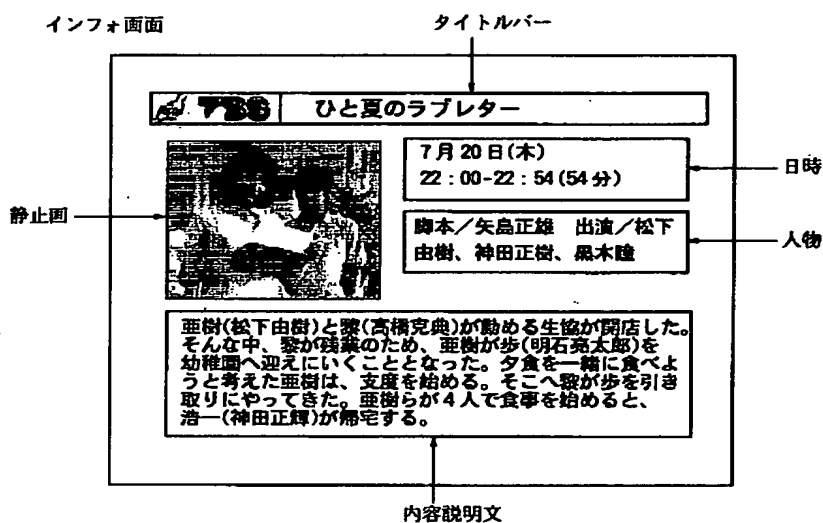 インフォ画面
タイトルバー
TBS ひと夏のラブレター
7月20日(木)
22:00-22:54(54分)
日時
静止画
脚本/矢島正雄 出演/松下
由樹、神田正樹、黒木瞳
人物
亜樹(松下由樹)と黎(高橋克典)が勤める生協が開店した。
そんな中、黎が残業のため、亜樹が歩(明石亮太郎)を
幼稚園へ迎えにいくこととなった。夕食を一緒に食べよ
うと考えた亜樹は、支度を始める。そこへ黎が歩を引き
取りにやってきた。亜樹らが4人で食事を始めると、
浩一(神田正輝)が帰宅する。
内容説明文